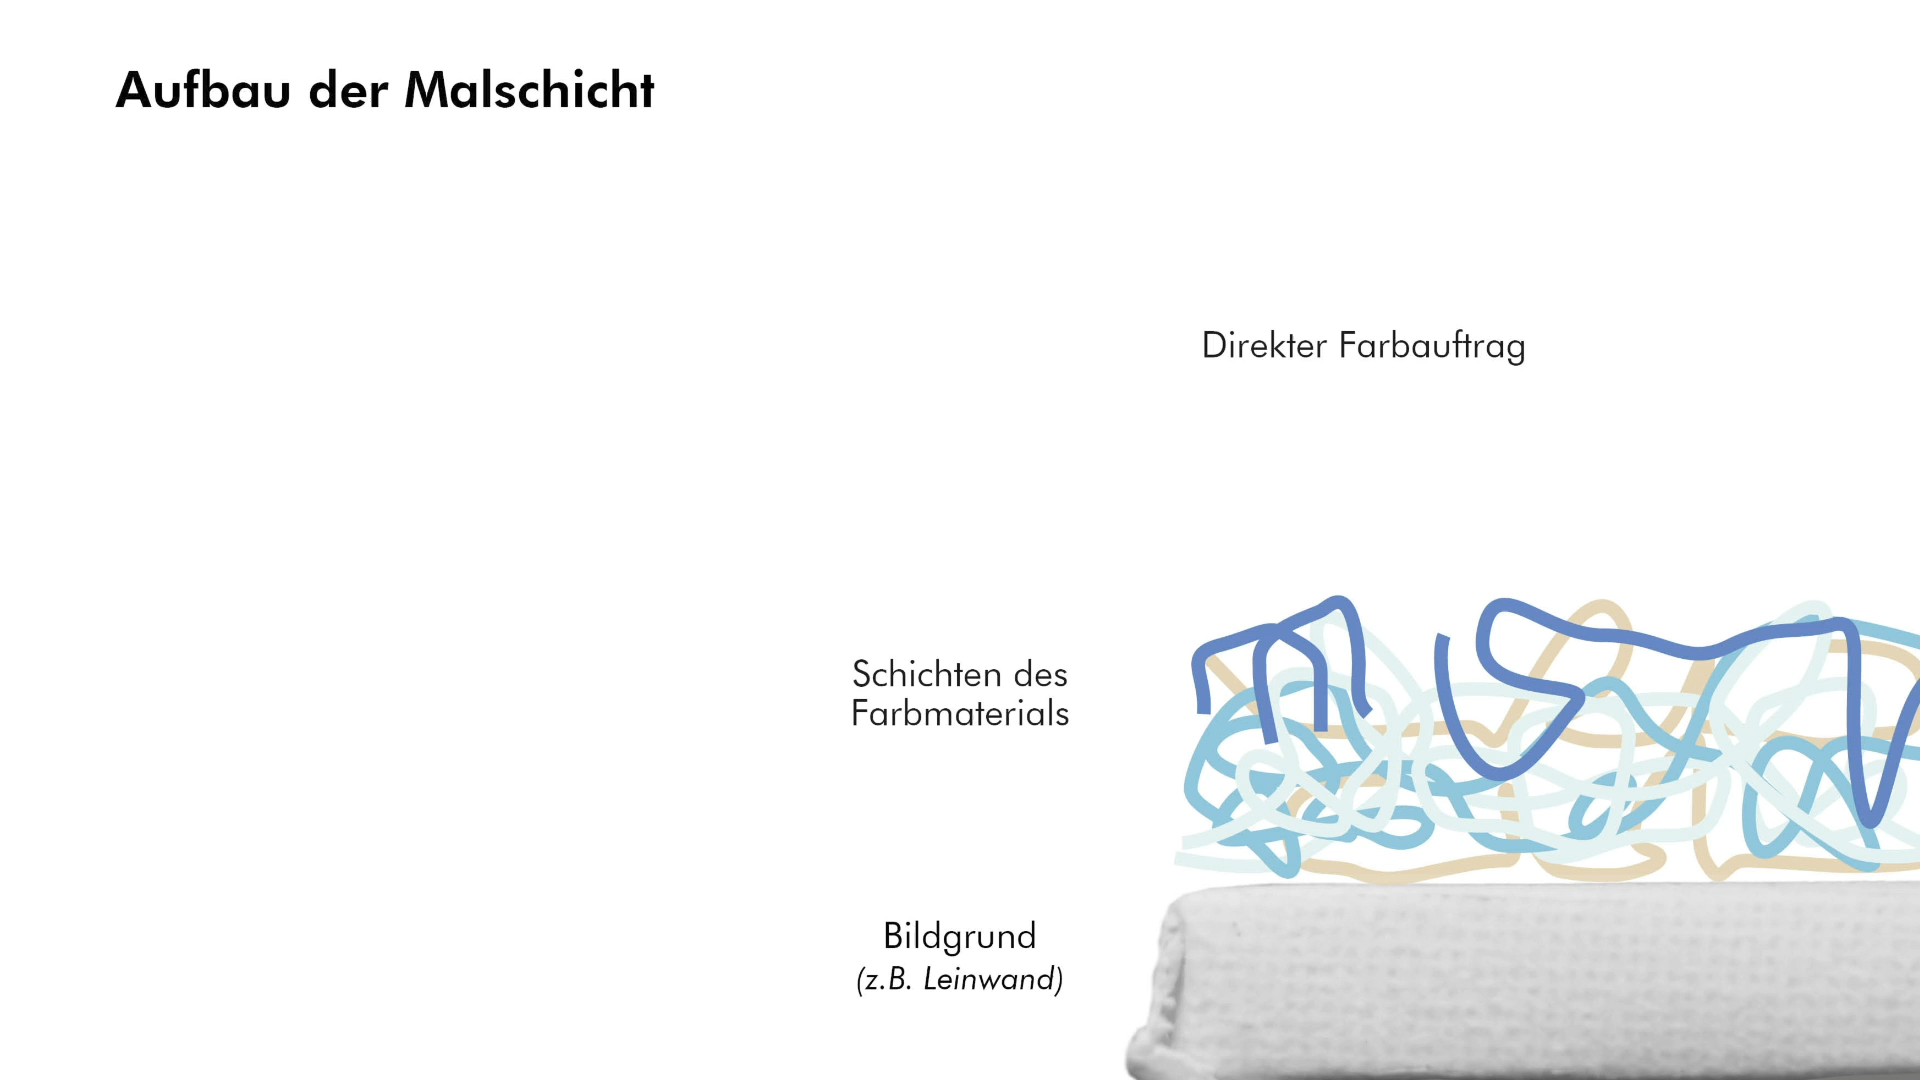 Aufbau der Malschicht
Direkter Farbauftrag
Schichten des
Farbmaterials
Bildgrund
(z.B. Leinwand)